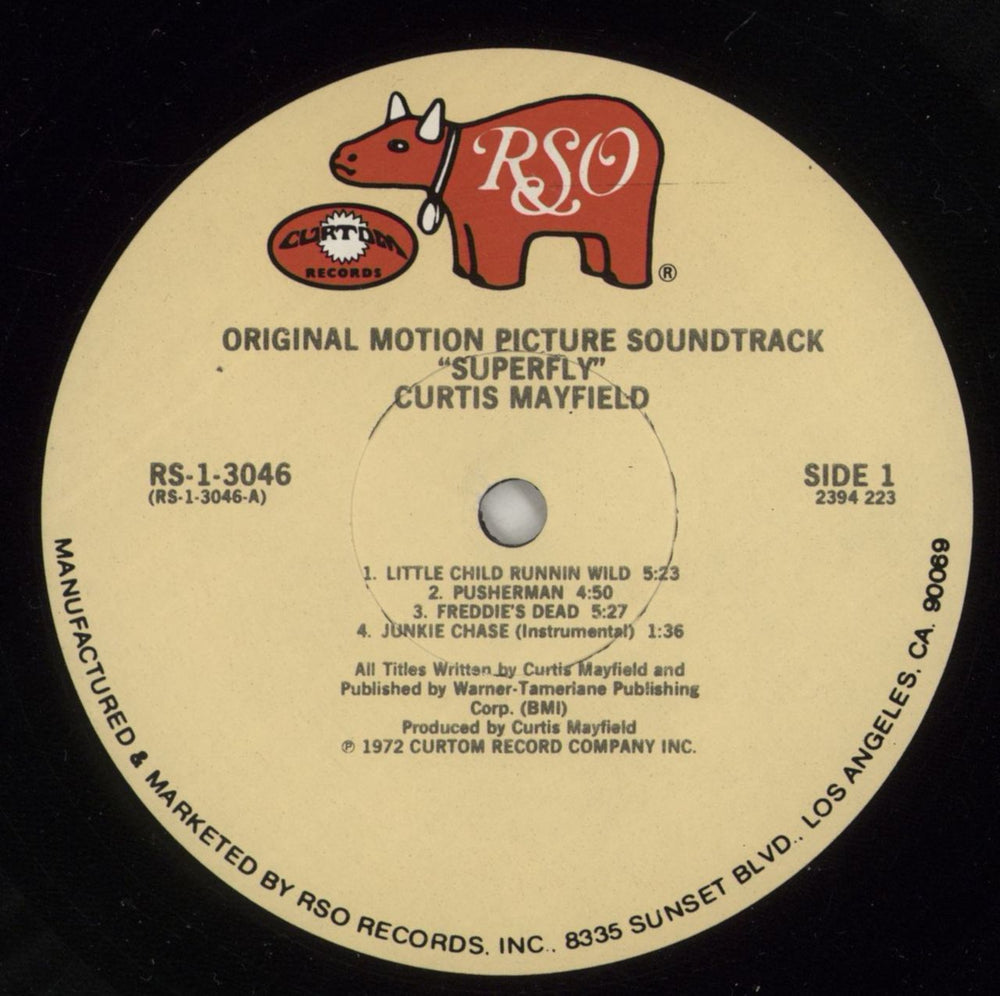 RSO
CURTOM
RECORDS
®
ORIGINAL MOTION PICTURE SOUNDTRACK
"SUPERFLY"
CURTIS MAYFIELD
RS-1-3046
(RS-1-3046-A)
SIDE 1
2394 223
1. LITTLE CHILD RUNNIN WILD 5:23
2. PUSHERMAN 4:50
3. FREDDIE'S DEAD 5:27
4. JUNKIE CHASE (Instrumental) 1:36
All Titles Written by Curtis Mayfield and
Published by Warner-Tamerlane Publishing
Corp. (BMI)
Produced by Curtis Mayfield
℗ 1972 CURTOM RECORD COMPANY INC.
MANUFACTURED & MARKETED BY RSO RECORDS, INC., 8335 SUNSET BLVD., LOS ANGELES, CA. 90069